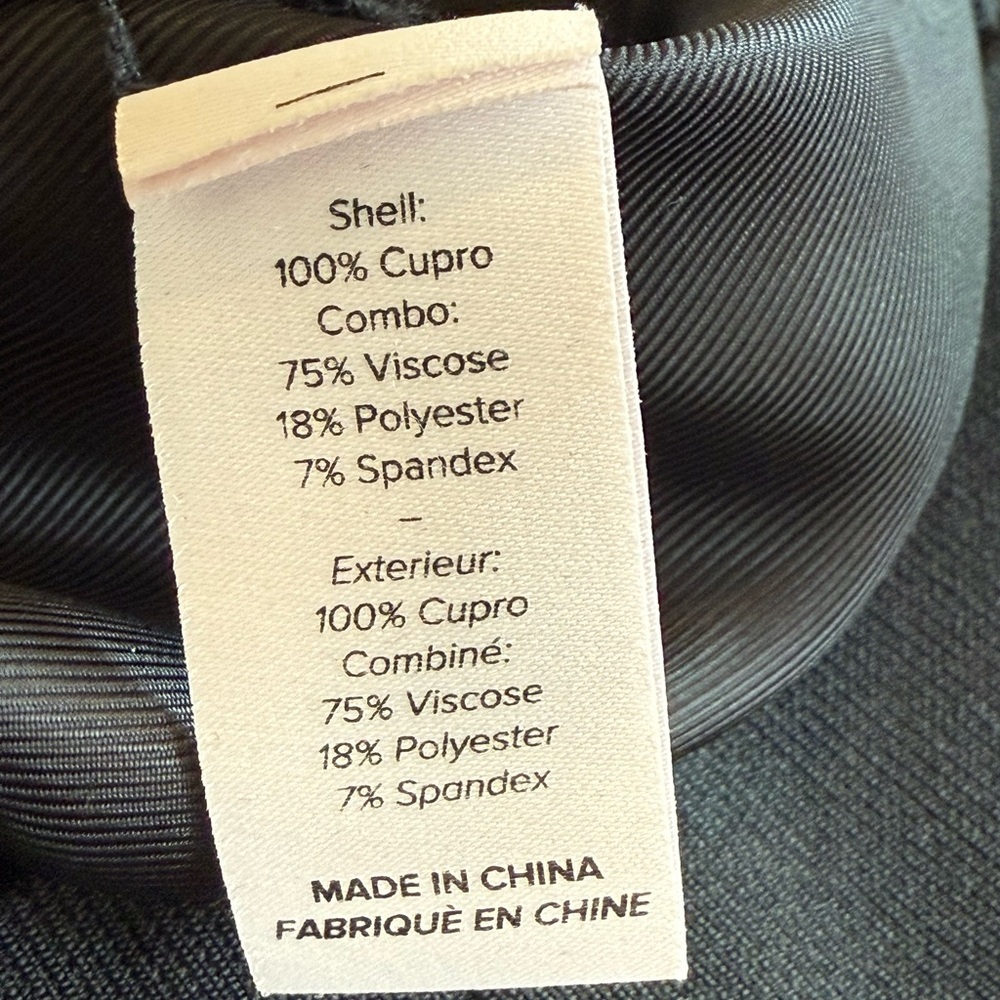 Shell:
100% Cupro
Combo:
75% Viscose
18% Polyester
7% Spandex
–
Exterieur:
100% Cupro
Combiné:
75% Viscose
18% Polyester
7% Spandex
MADE IN CHINA
FABRIQUÈ EN CHINE